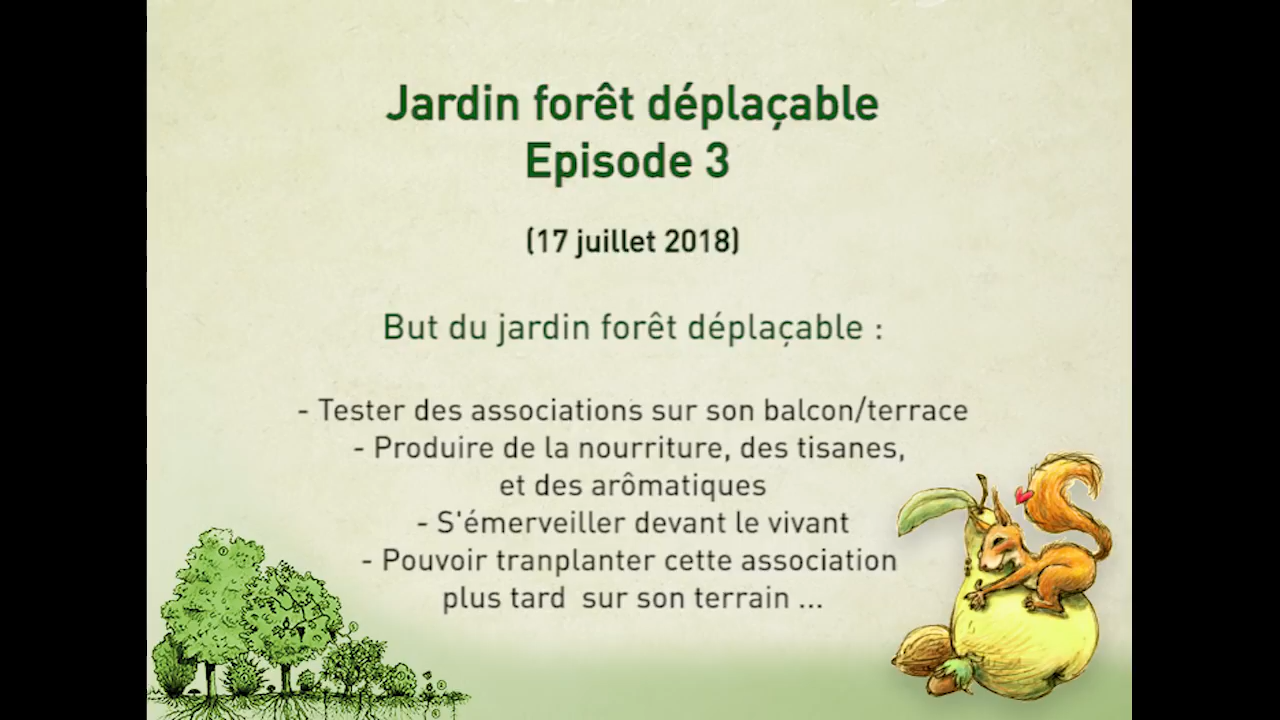 Jardin forêt déplaçable
Episode 3
(17 juillet 2018)
But du jardin forêt déplaçable :
- Tester des associations sur son balcon/terrace
- Produire de la nourriture, des tisanes,
et des arômatiques
- S'émerveiller devant le vivant
- Pouvoir tranplanter cette association
plus tard  sur son terrain ...